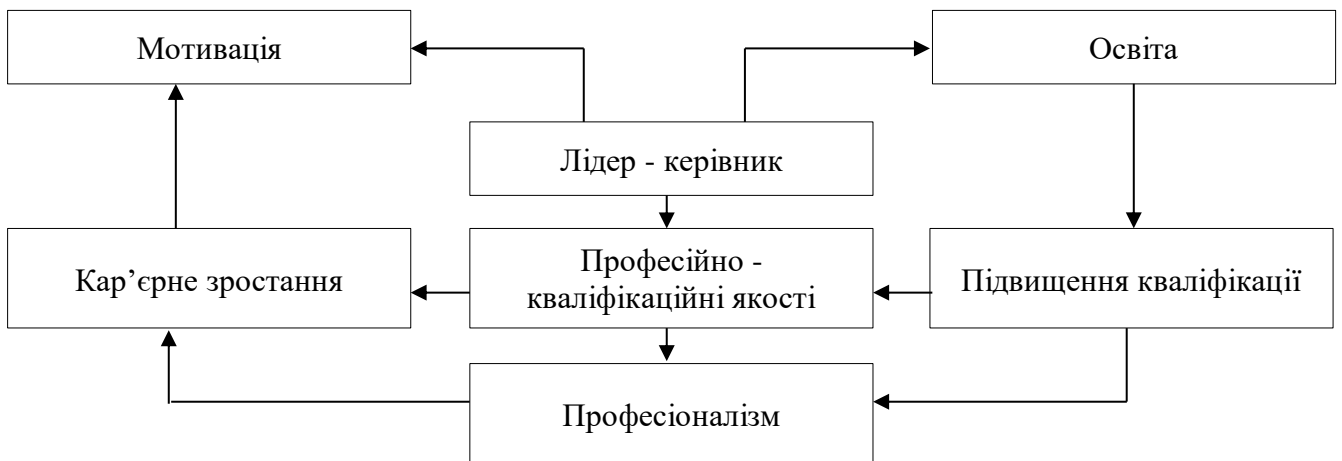 Мотивація
Освіта
Лідер - керівник
Кар’єрне зростання
Професійно -
кваліфікаційні якості
Підвищення кваліфікації
Професіоналізм